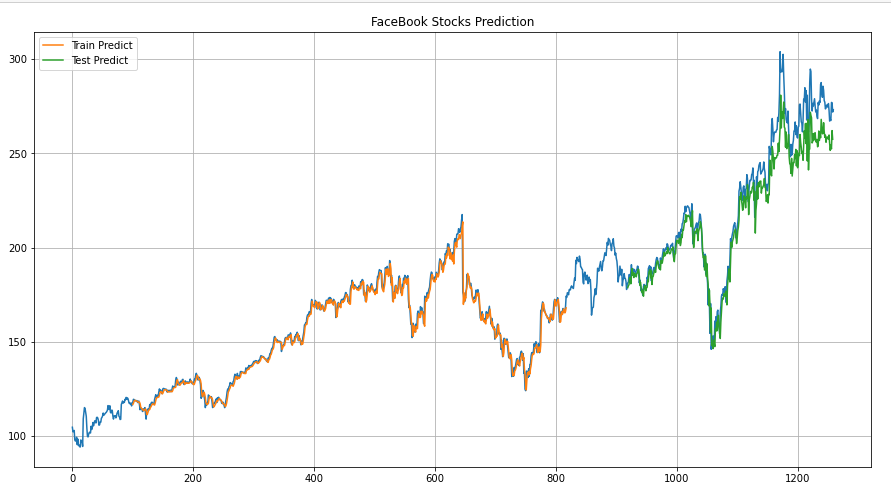 FaceBook Stocks Prediction
Train Predict
Test Predict
300
250
200
150
100
0 200 400 600 800 1000 1200